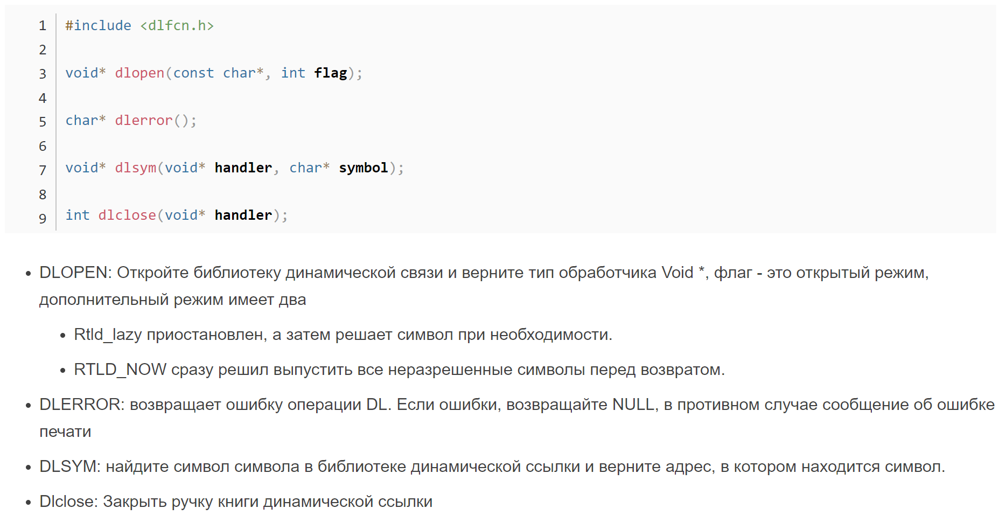 1 #include <dlfcn.h>
2
3 void* dlopen(const char*, int flag);
4
5 char* dlerror();
6
7 void* dlsym(void* handler, char* symbol);
8
9 int dlclose(void* handler);
• DLOPEN: Откройте библиотеку динамической связи и верните тип обработчика Void *, флаг - это открытый режим,
дополнительный режим имеет два
• Rtld_lazy приостановлен, а затем решает символ при необходимости.
• RTLD_NOW сразу решил выпустить все неразрешенные символы перед возвратом.
• DLERROR: возвращает ошибку операции DL. Если ошибки, возвращайте NULL, в противном случае сообщение об ошибке
печати
• DLSYM: найдите символ символа в библиотеке динамической ссылки и верните адрес, в котором находится символ.
• Dlclose: Закрыть ручку книги динамической ссылки